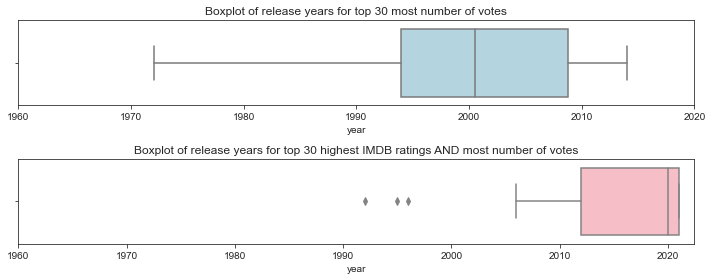 Boxplot of release years for top 30 most number of votes
1960 1970 1980 1990 2000 2010 2020
year
Boxplot of release years for top 30 highest IMDB ratings AND most number of votes
1960 1970 1980 1990 2000 2010 2020
year